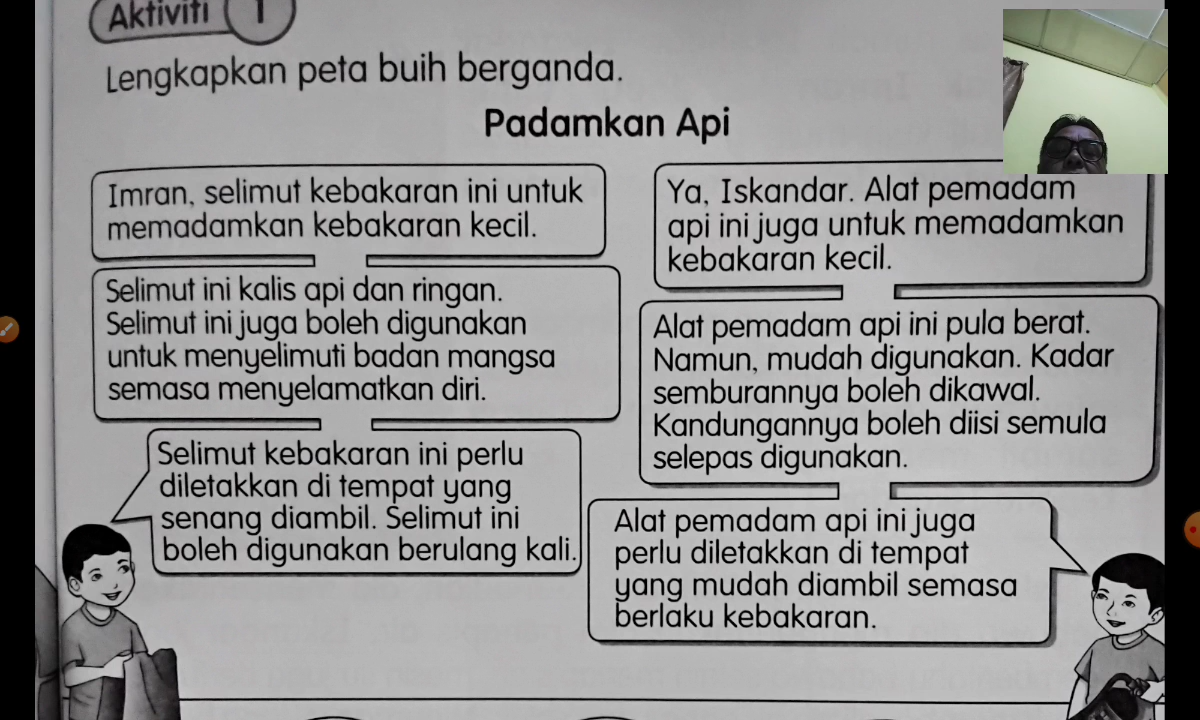 Aktiviti 1
Lengkapkan peta buih berganda.
Padamkan Api
Imran, selimut kebakaran ini untuk
memadamkan kebakaran kecil.
Ya, Iskandar. Alat pemadam
api ini juga untuk memadamkan
kebakaran kecil.
Selimut ini kalis api dan ringan.
Selimut ini juga boleh digunakan
untuk menyelimuti badan mangsa
semasa menyelamatkan diri.
Alat pemadam api ini pula berat.
Namun, mudah digunakan. Kadar
semburannya boleh dikawal.
Kandungannya boleh diisi semula
selepas digunakan.
Selimut kebakaran ini perlu
diletakkan di tempat yang
senang diambil. Selimut ini
boleh digunakan berulang kali.
Alat pemadam api ini juga
perlu diletakkan di tempat
yang mudah diambil semasa
berlaku kebakaran.